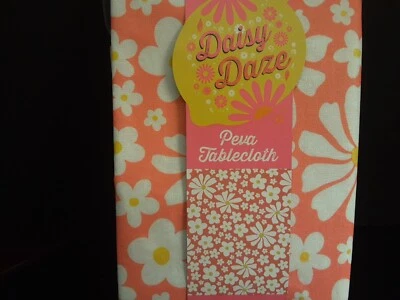 Daisy
Daze
Peva
Tablecloth